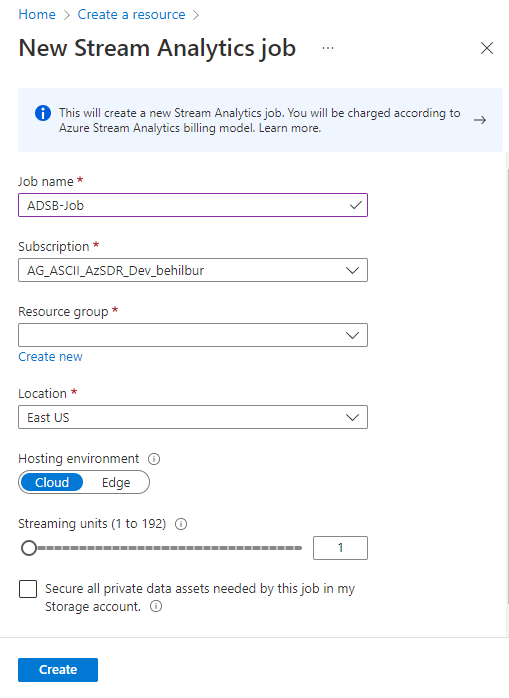 Home > Create a resource >
New Stream Analytics job ...
This will create a new Stream Analytics job. You will be charged according to
Azure Stream Analytics billing model. Learn more.
Job name *
ADSB-Job
Subscription *
AG_ASCII_AzSDR_Dev_behilbur
Resource group *
Create new
Location *
East US
Hosting environment
Cloud Edge
Streaming units (1 to 192)
1
Secure all private data assets needed by this job in my
Storage account.
Create